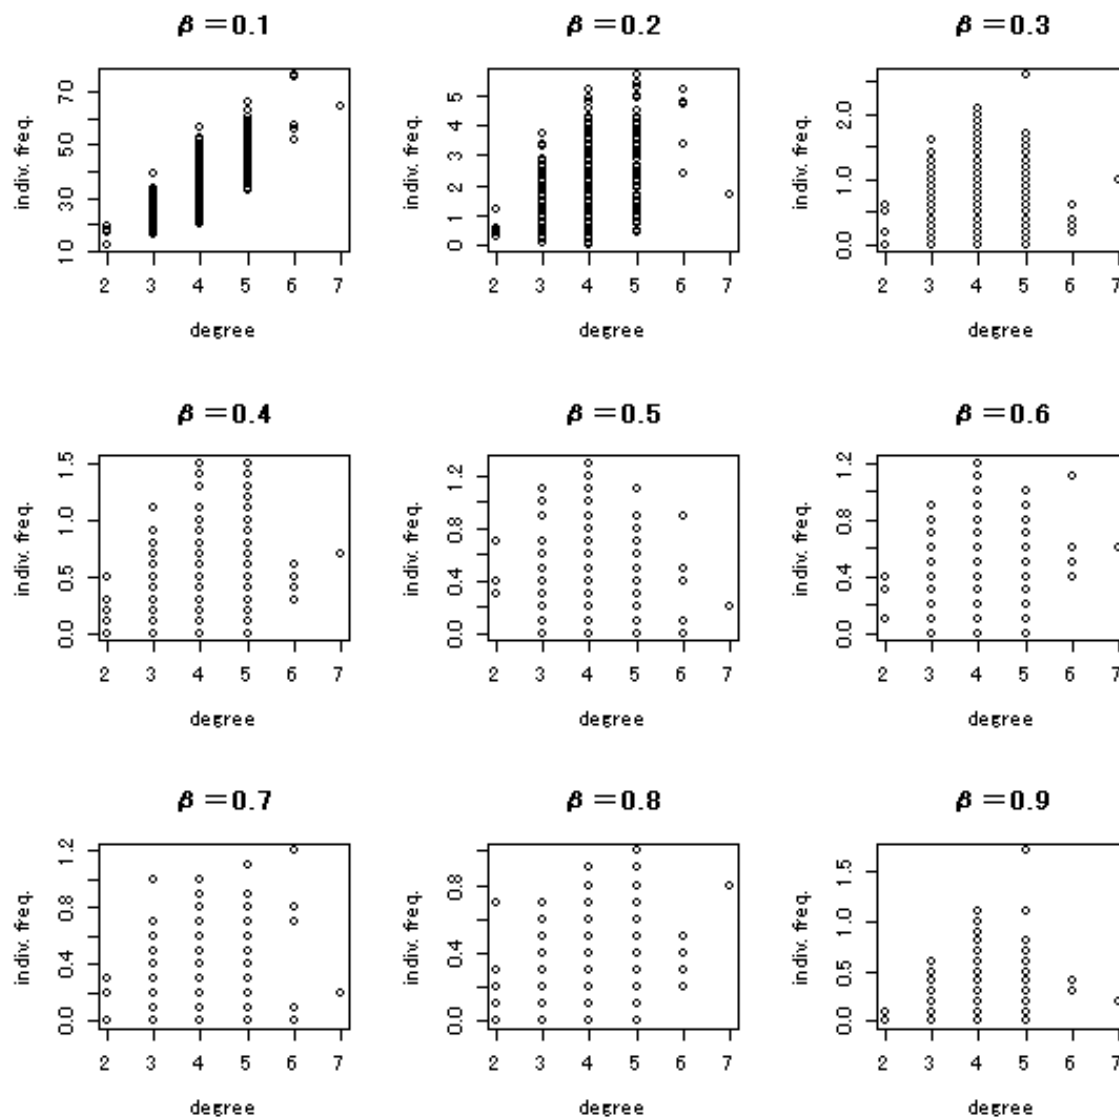 β=0.1
indiv. freq.
70
50
30
10
2 3 4 5 6 7
degree
β=0.2
indiv. freq.
5
4
3
2
1
0
2 3 4 5 6 7
degree
β=0.3
indiv. freq.
2.0
1.0
0.0
2 3 4 5 6 7
degree
β=0.4
indiv. freq.
1.5
1.0
0.5
0.0
2 3 4 5 6 7
degree
β=0.5
indiv. freq.
1.2
0.8
0.4
0.0
2 3 4 5 6 7
degree
β=0.6
indiv. freq.
1.2
0.8
0.4
0.0
2 3 4 5 6 7
degree
β=0.7
indiv. freq.
1.2
0.8
0.4
0.0
2 3 4 5 6 7
degree
β=0.8
indiv. freq.
0.8
0.4
0.0
2 3 4 5 6 7
degree
β=0.9
indiv. freq.
1.5
1.0
0.5
0.0
2 3 4 5 6 7
degree